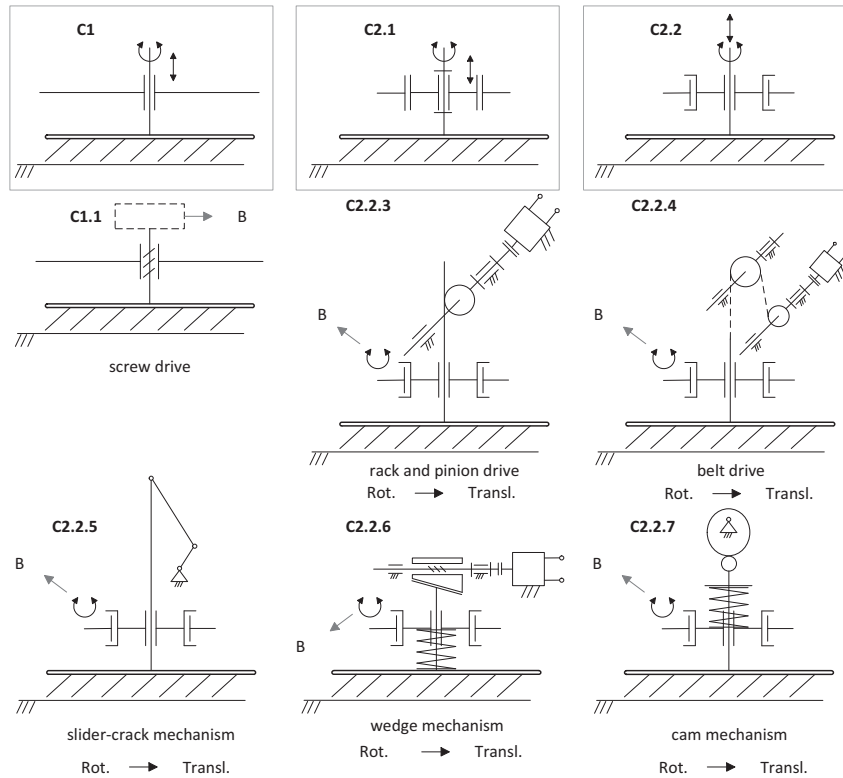 C1
C2.1
C2.2
C1.1
B
screw drive
C2.2.3
B
rack and pinion drive
Rot. Transl.
C2.2.4
B
belt drive
Rot. Transl.
C2.2.5
B
slider-crack mechanism
Rot. Transl.
C2.2.6
B
wedge mechanism
Rot. Transl.
C2.2.7
B
cam mechanism
Rot. Transl.